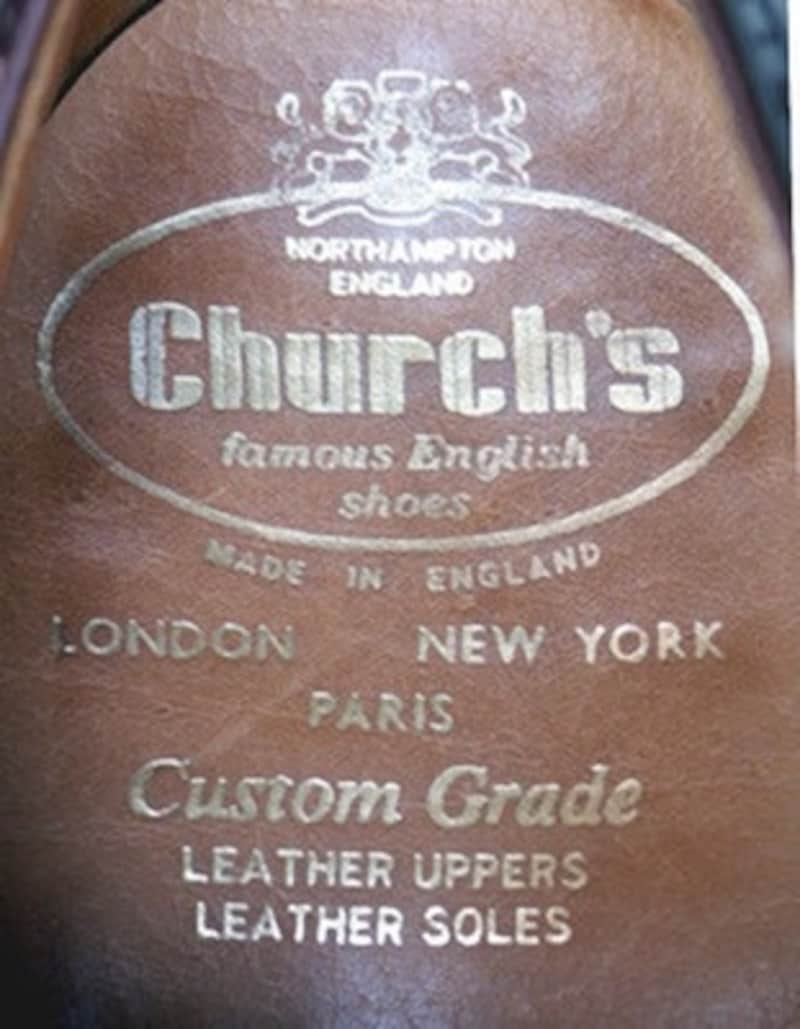 NORTHAMPTON
ENGLAND
Church's
famous English
shoes
MADE IN ENGLAND
LONDON NEW YORK
PARIS
Custom Grade
LEATHER UPPERS
LEATHER SOLES